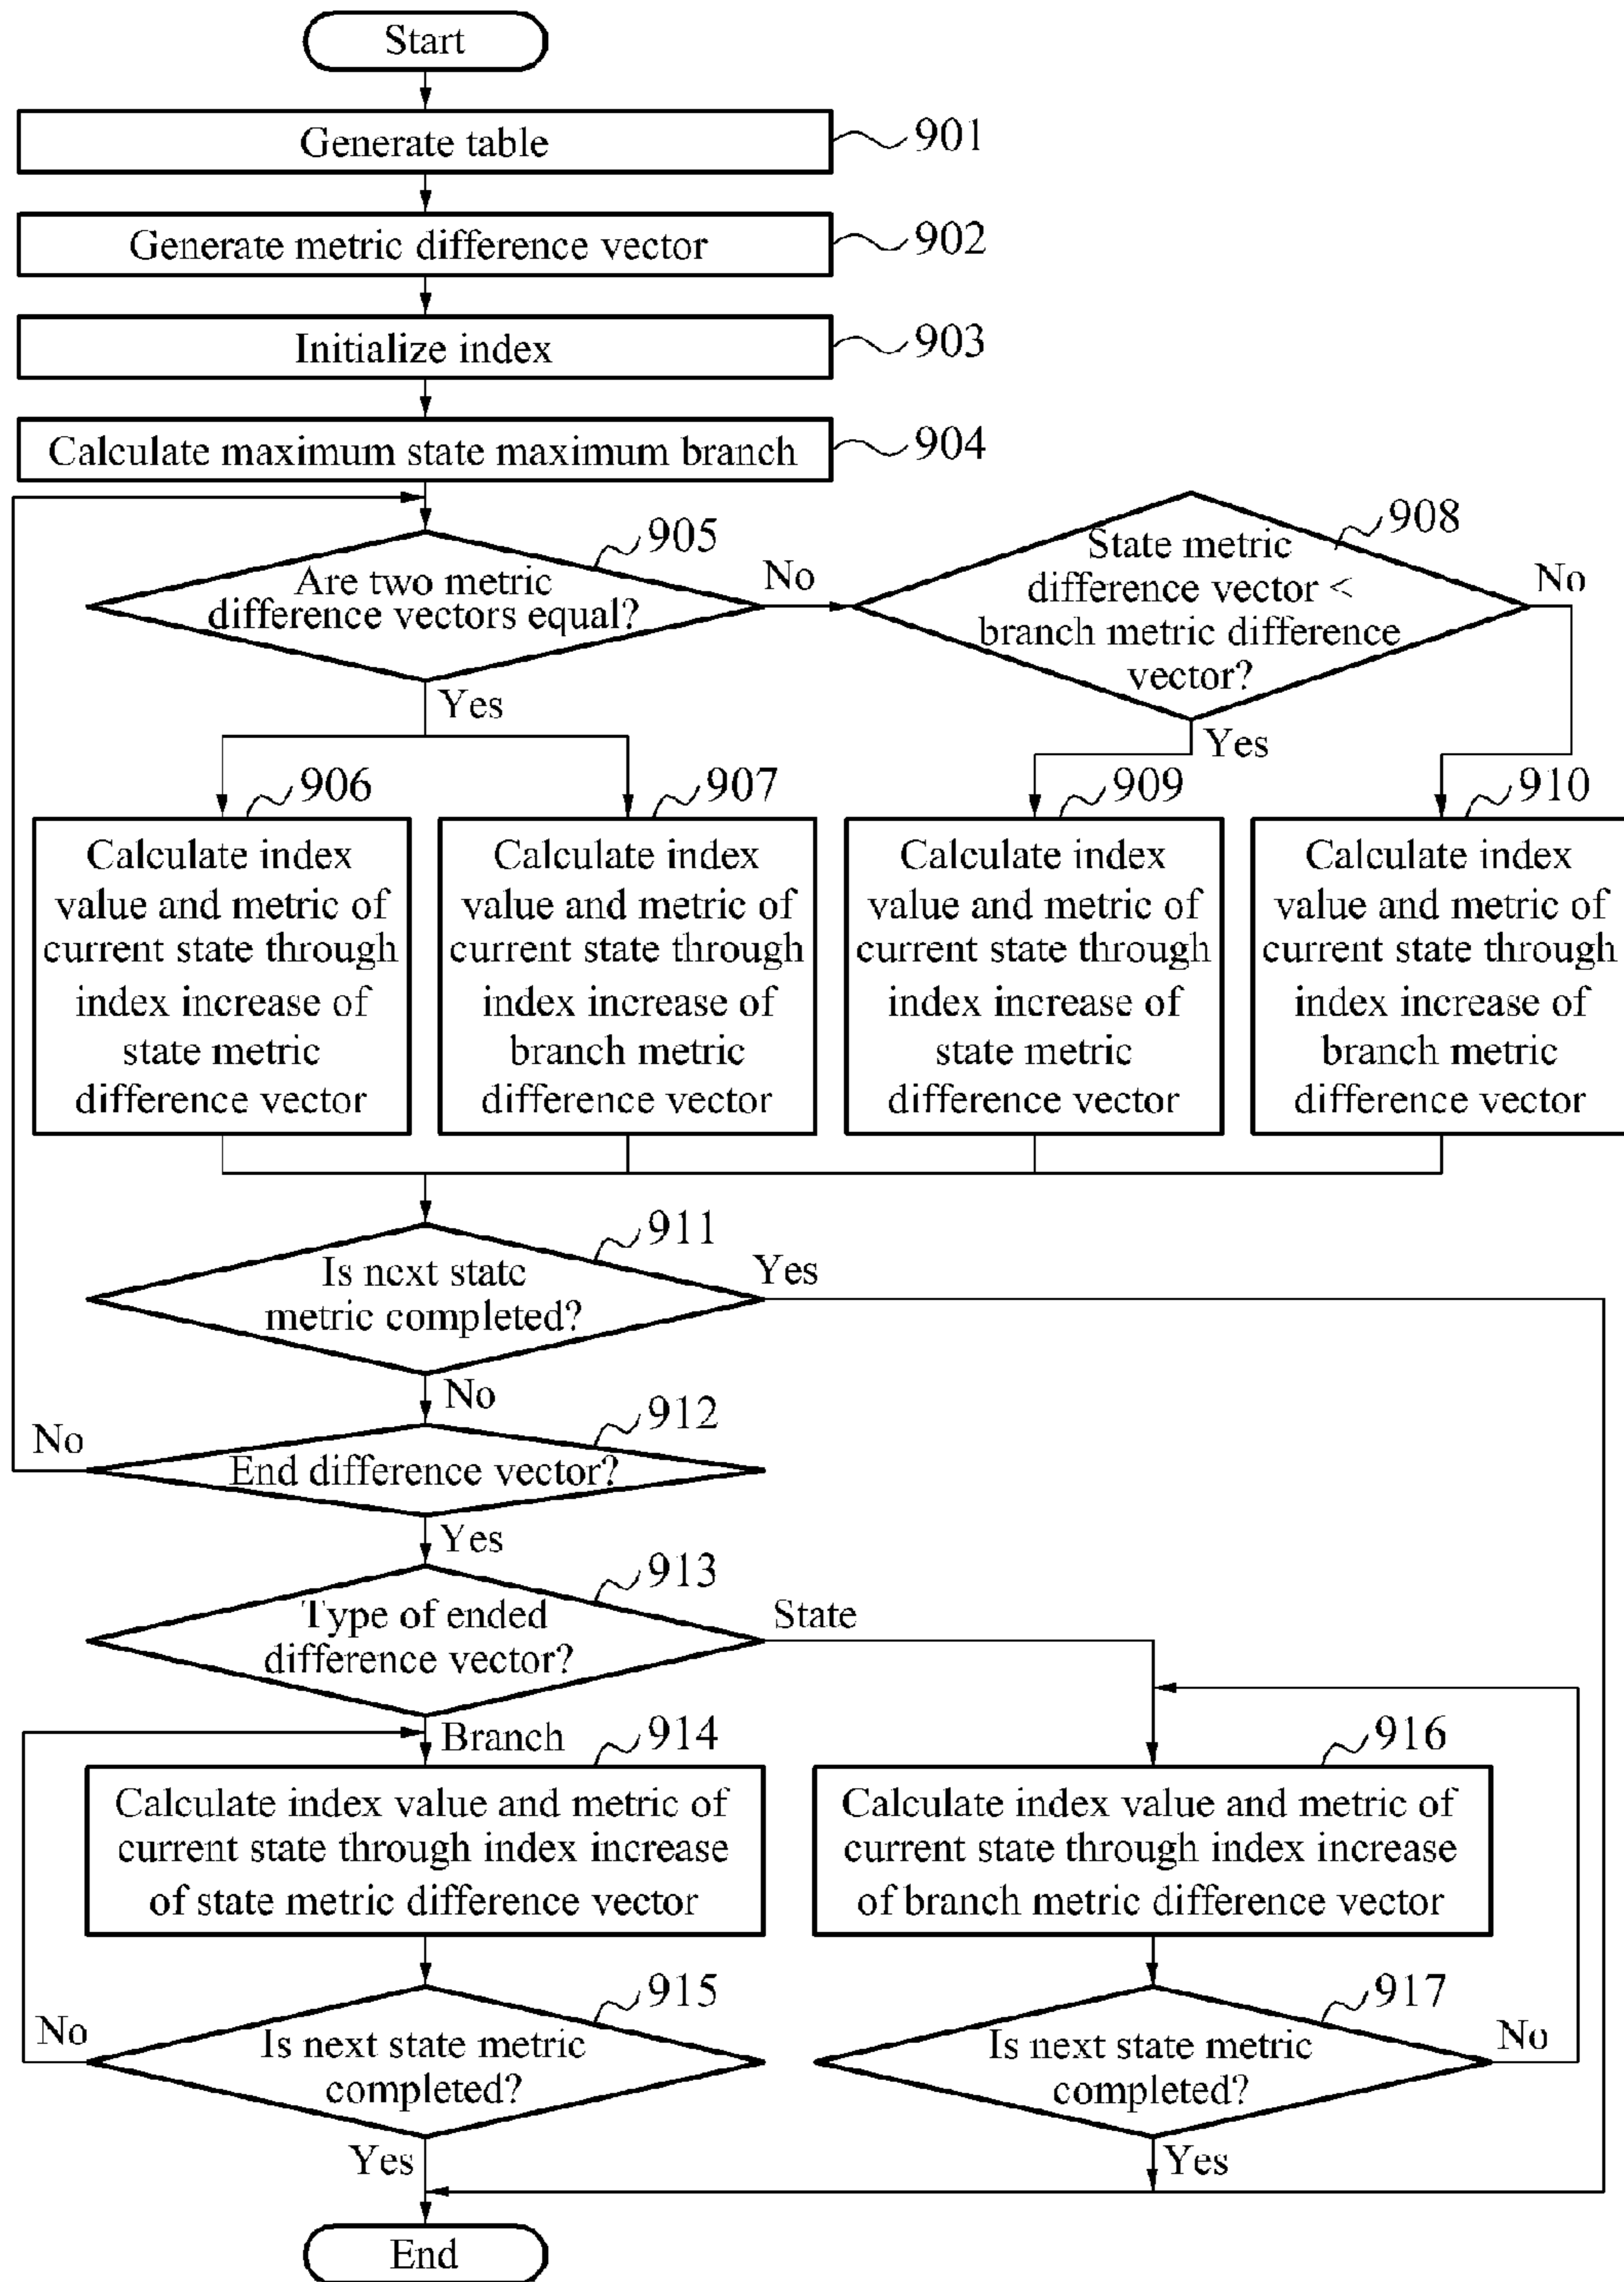 Start
Generate table
901
Generate metric difference vector
902
Initialize index
903
Calculate maximum state maximum branch
904
905
Are two metric
difference vectors equal?
No
Yes
908
State metric
difference vector <
branch metric difference
vector?
No
Yes
906
Calculate index
value and metric of
current state through
index increase of
state metric
difference vector
907
Calculate index
value and metric of
current state through
index increase of
branch metric
difference vector
909
Calculate index
value and metric of
current state through
index increase of
state metric
difference vector
910
Calculate index
value and metric of
current state through
index increase of
branch metric
difference vector
911
Is next state
metric completed?
Yes
No
912
End difference vector?
No
Yes
913
Type of ended
difference vector?
State
Branch
914
Calculate index value and metric of
current state through index increase
of state metric difference vector
916
Calculate index value and metric of
current state through index increase
of branch metric difference vector
915
Is next state metric
completed?
No
Yes
917
Is next state metric
completed?
No
Yes
End